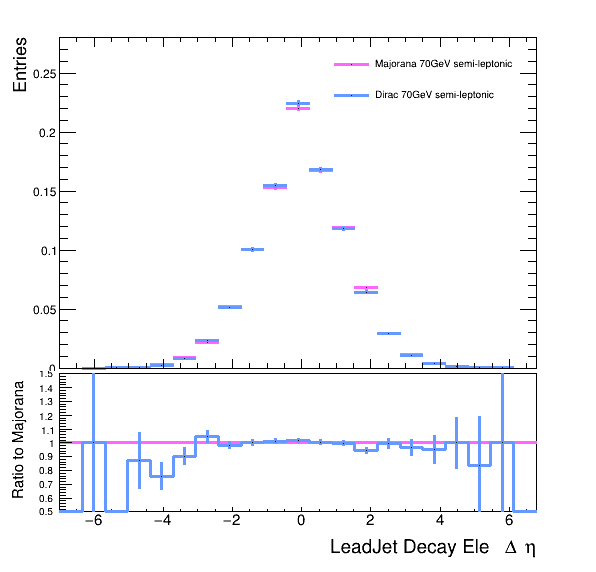 Entries
Majorana 70GeV semi-leptonic
Dirac 70GeV semi-leptonic
0.25
0.2
0.15
0.1
0.05
0
Ratio to Majorana
1.5
1.4
1.3
1.2
1.1
1
0.9
0.8
0.7
0.6
0.5
−6 −4 −2 0 2 4 6
LeadJet Decay Ele Δ η